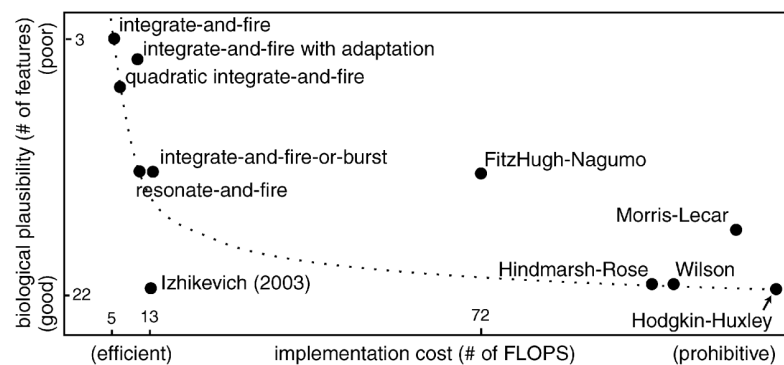 integrate-and-fire
3
integrate-and-fire with adaptation
quadratic integrate-and-fire
integrate-and-fire-or-burst
resonate-and-fire
FitzHugh-Nagumo
Morris-Lecar
Izhikevich (2003)
Hindmarsh-Rose
Wilson
Hodgkin-Huxley
22
biological plausibility (# of features)
(good)
(poor)
5
13
72
(efficient)
implementation cost (# of FLOPS)
(prohibitive)